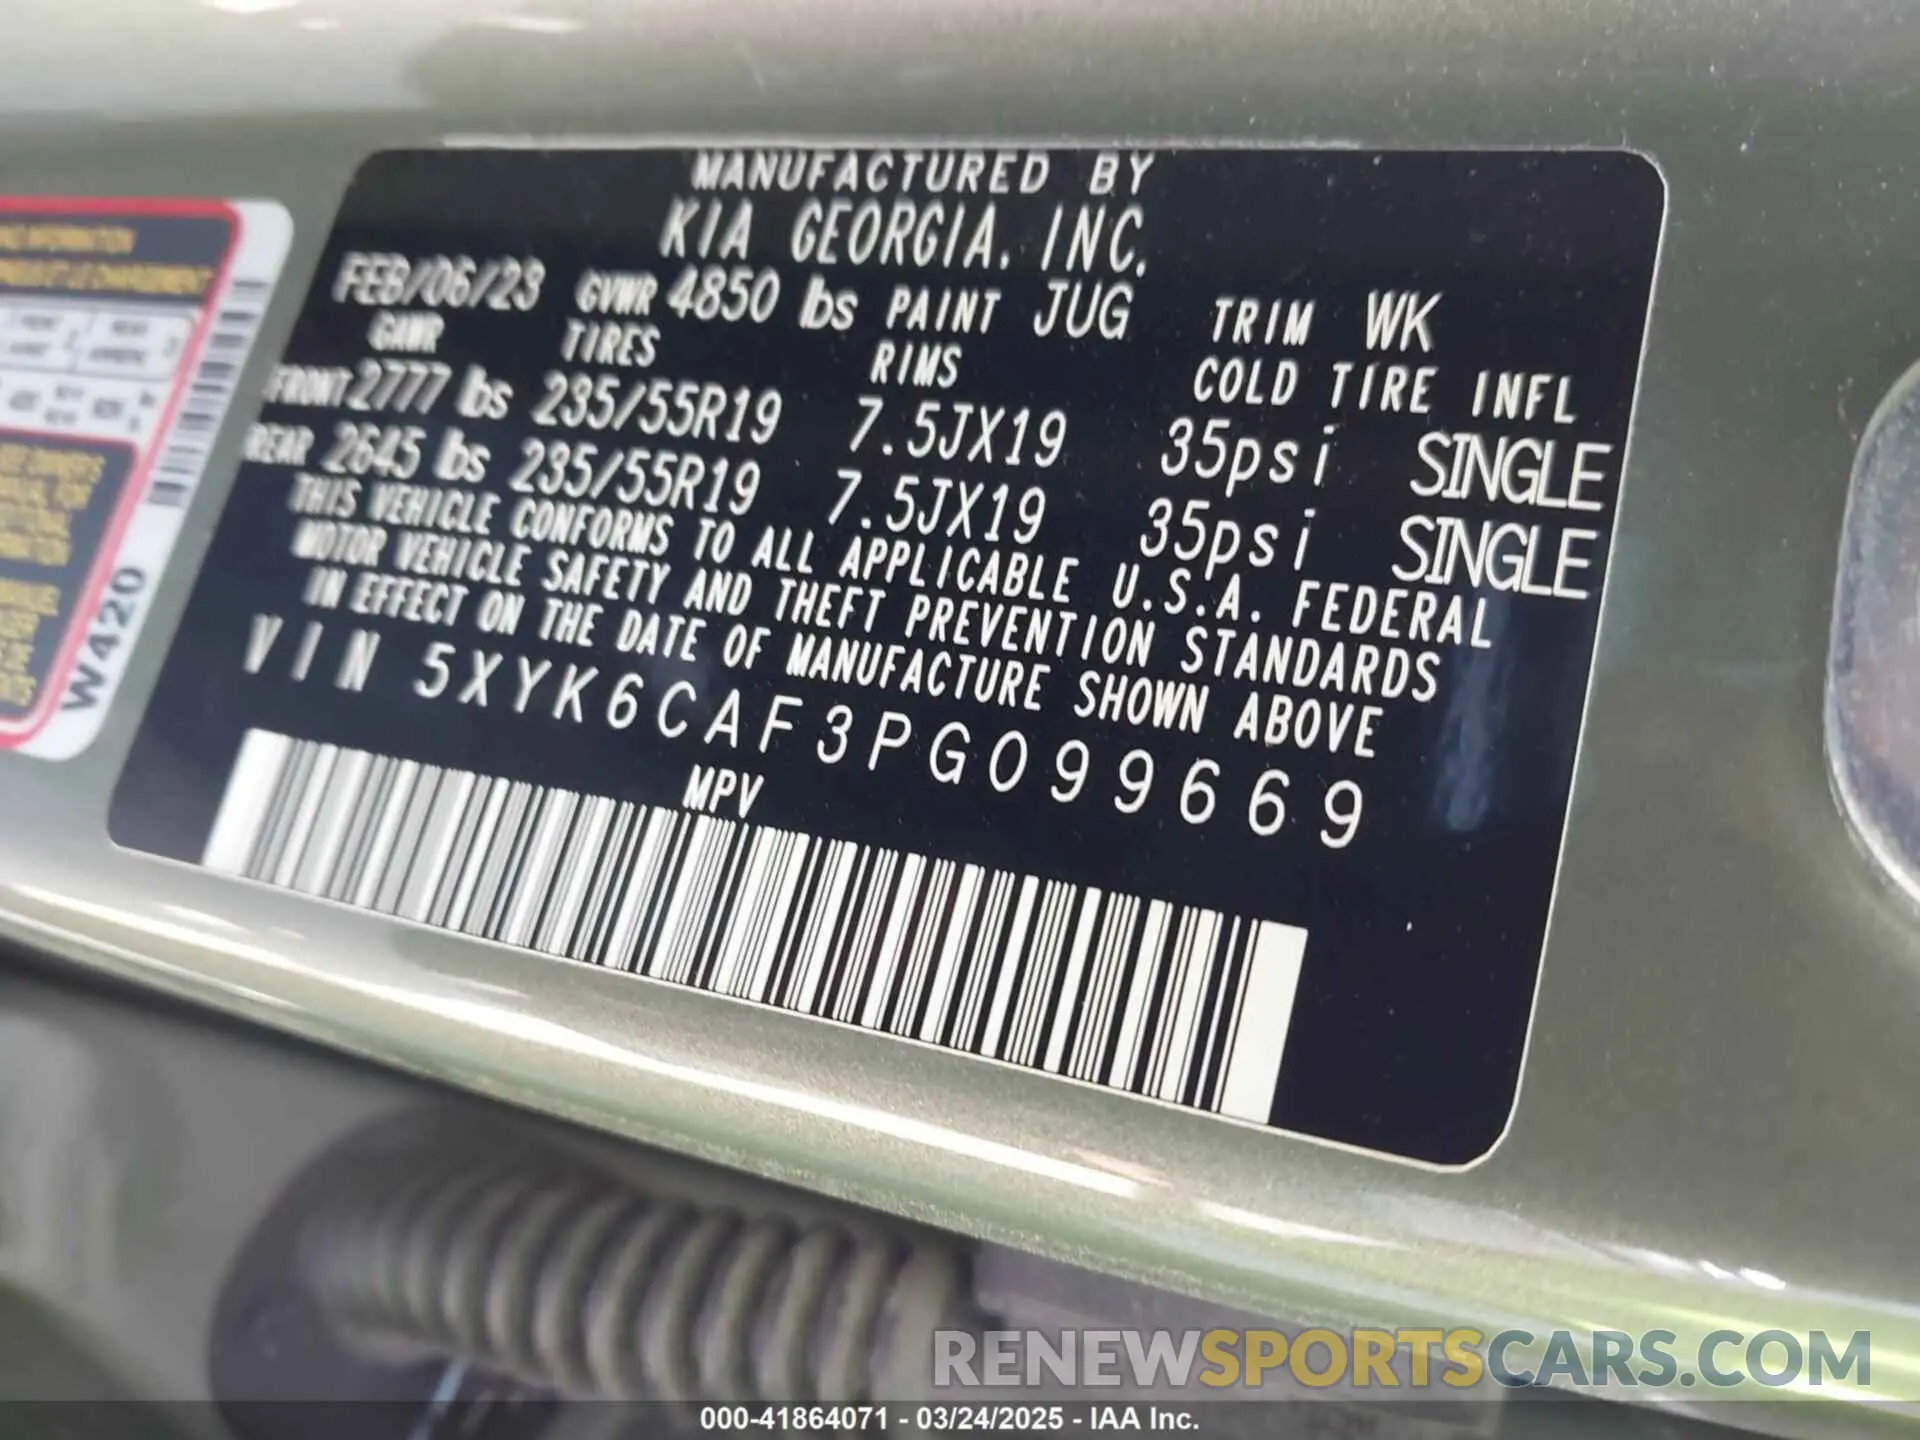 MANUFACTURED BY
KIA GEORGIA. INC.
FEB/06/23 GVWR 4850 lbs PAINT JUG TRIM WK
GAWR TIRES RIMS COLD TIRE INFL
FRONT 2777 lbs 235/55R19 7.5JX19 35psi SINGLE
REAR 2645 lbs 235/55R19 7.5JX19 35psi SINGLE
THIS VEHICLE CONFORMS TO ALL APPLICABLE U.S.A. FEDERAL
MOTOR VEHICLE SAFETY AND THEFT PREVENTION STANDARDS
IN EFFECT ON THE DATE OF MANUFACTURE SHOWN ABOVE
VIN 5XYK6CAF3PG099669
MPV
W420
RENEWSPORTSCARS.COM
000-41864071 - 03/24/2025 - IAA Inc.